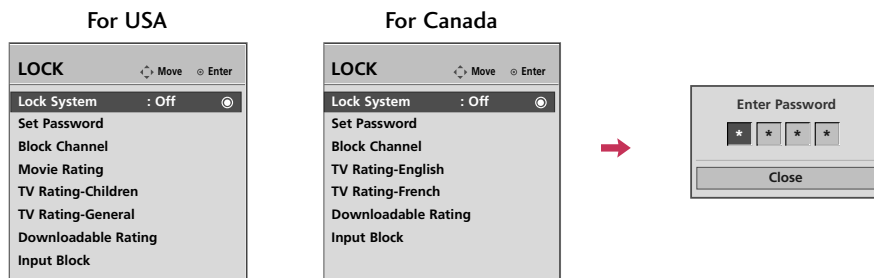 For USA
LOCK Move Enter
Lock System : Off
Set Password
Block Channel
Movie Rating
TV Rating-Children
TV Rating-General
Downloadable Rating
Input Block
For Canada
LOCK Move Enter
Lock System : Off
Set Password
Block Channel
TV Rating-English
TV Rating-French
Downloadable Rating
Input Block
Enter Password
* * * *
Close